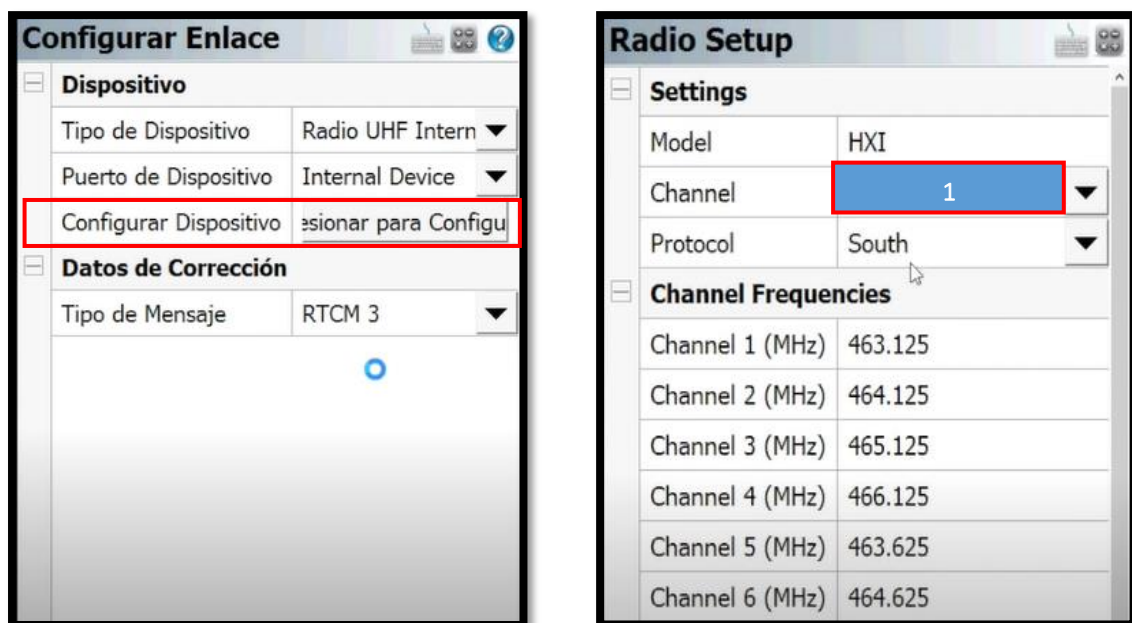 Configurar Enlace
Dispositivo
Tipo de Dispositivo Radio UHF Intern
Puerto de Dispositivo Internal Device
Configurar Dispositivo esionar para Configu
Datos de Corrección
Tipo de Mensaje RTCM 3
Radio Setup
Settings
Model HXI
Channel 1
Protocol South
Channel Frequencies
Channel 1 (MHz) 463.125
Channel 2 (MHz) 464.125
Channel 3 (MHz) 465.125
Channel 4 (MHz) 466.125
Channel 5 (MHz) 463.625
Channel 6 (MHz) 464.625